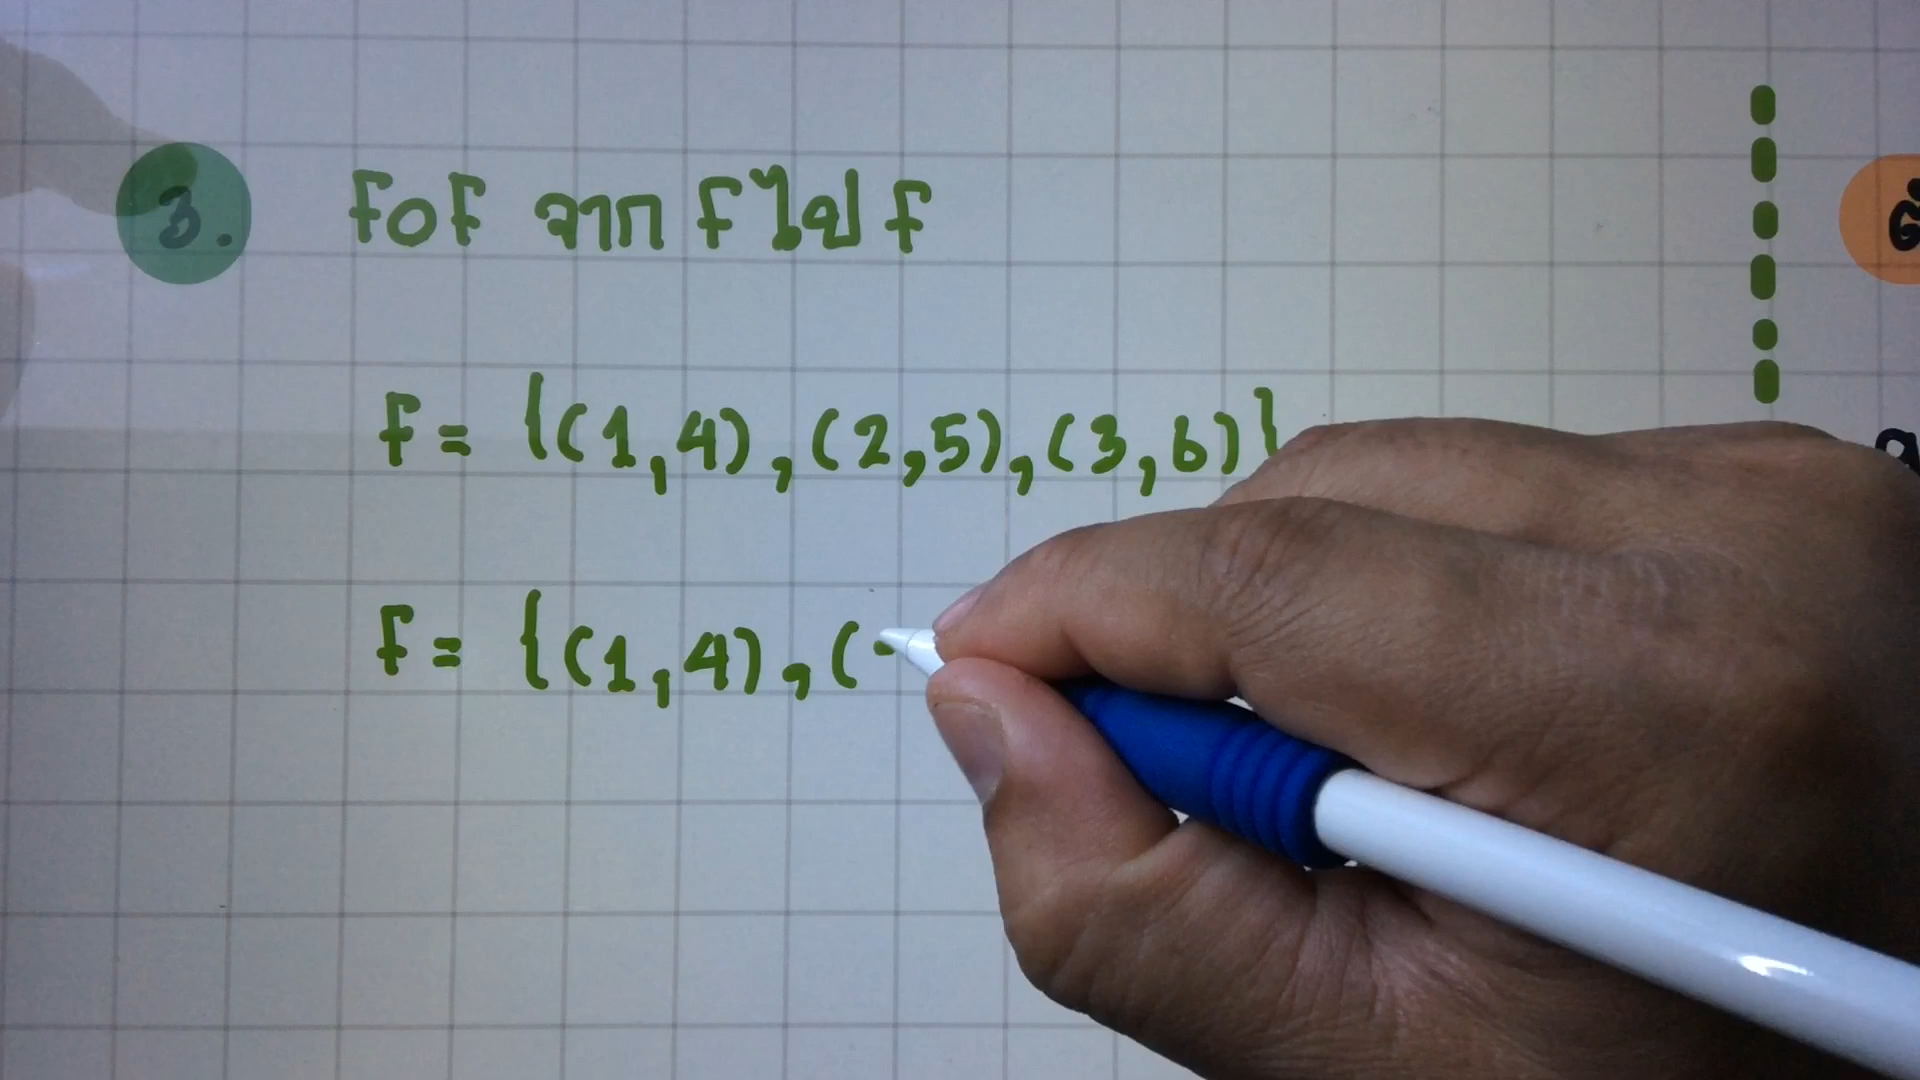 3. fof จาก f ไป f
f = {(1,4),(2,5),(3,6)}
f = {(1,4),(